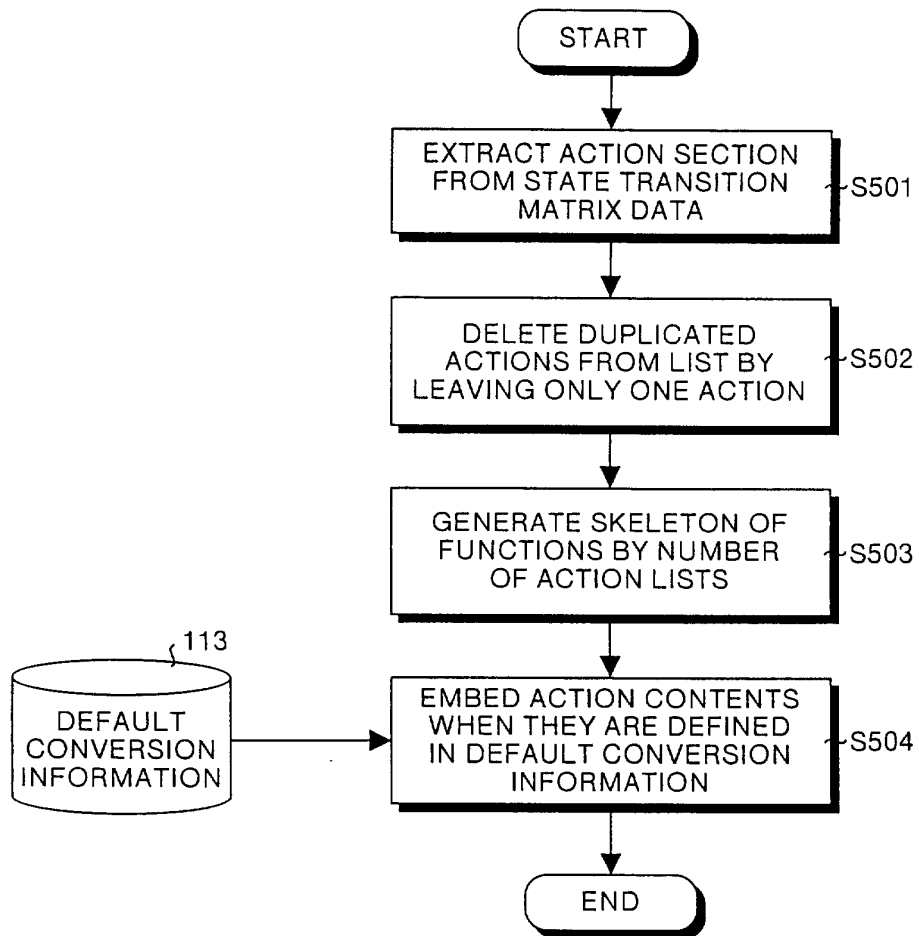 START
EXTRACT ACTION SECTION
FROM STATE TRANSITION
MATRIX DATA
S501
DELETE DUPLICATED
ACTIONS FROM LIST BY
LEAVING ONLY ONE ACTION
S502
GENERATE SKELETON OF
FUNCTIONS BY NUMBER
OF ACTION LISTS
S503
113
DEFAULT
CONVERSION
INFORMATION
EMBED ACTION CONTENTS
WHEN THEY ARE DEFINED
IN DEFAULT CONVERSION
INFORMATION
S504
END